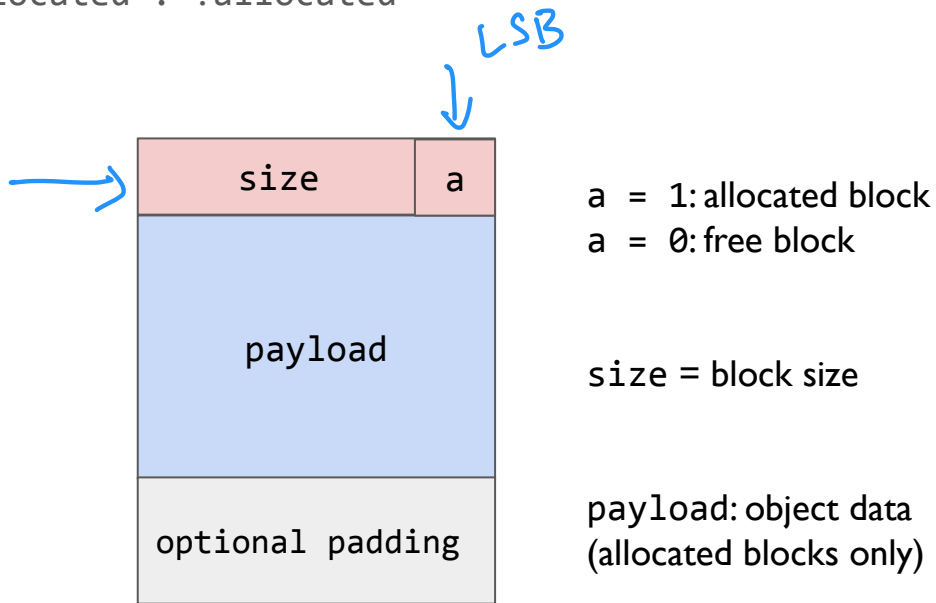 LSB
size a
a = 1: allocated block
a = 0: free block
payload
size = block size
optional padding
payload: object data
(allocated blocks only)